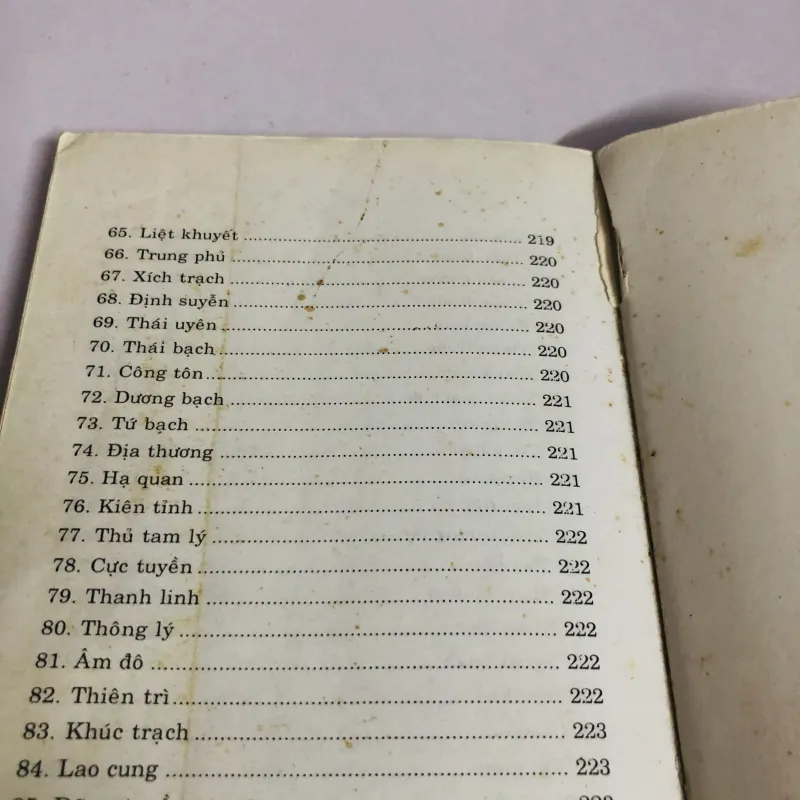 65. Liệt khuyết ........ 219
66. Trung phủ ........ 220
67. Xích trạch ........ 220
68. Định suyễn ........ 220
69. Thái uyên ........ 220
70. Thái bạch ........ 220
71. Công tôn ........ 220
72. Dương bạch ........ 221
73. Tứ bạch ........ 221
74. Địa thương ........ 221
75. Hạ quan ........ 221
76. Kiên tỉnh ........ 221
77. Thủ tam lý ........ 222
78. Cực tuyền ........ 222
79. Thanh linh ........ 222
80. Thông lý ........ 222
81. Âm đô ........ 222
82. Thiên trì ........ 222
83. Khúc trạch ........ 223
84. Lao cung ........ 223